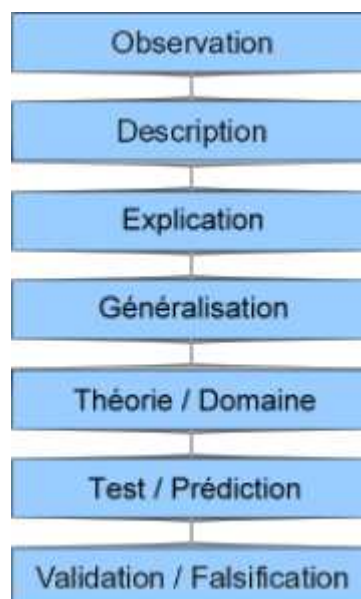 Observation
Description
Explication
Généralisation
Théorie / Domaine
Test / Prédiction
Validation / Falsification